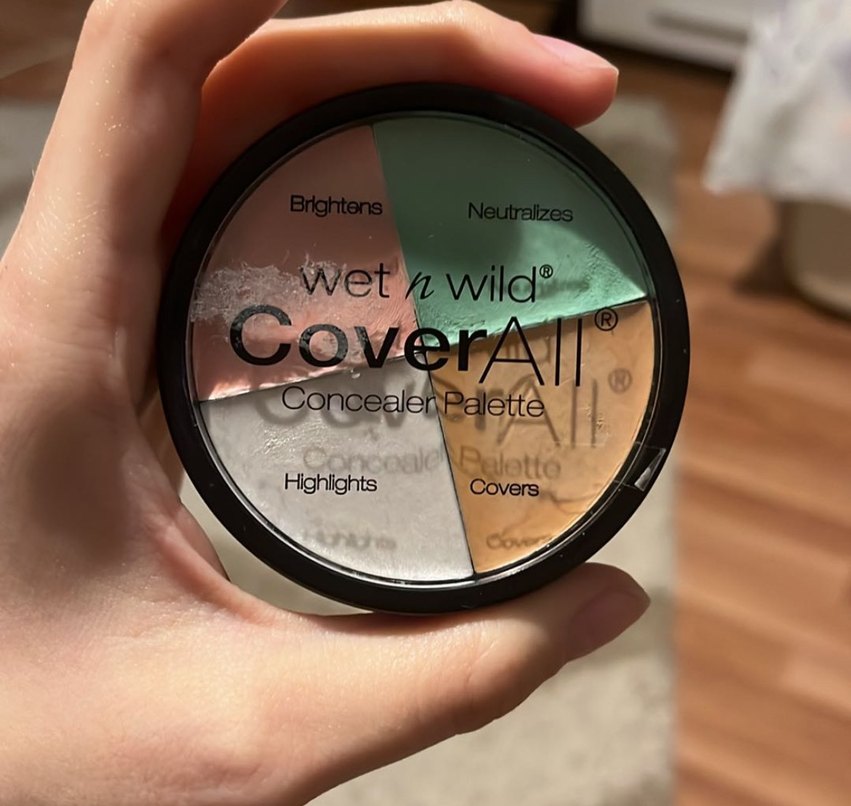 Brightens
Neutralizes
wet n wild®
CoverAll®
Concealer Palette
Highlights
Covers